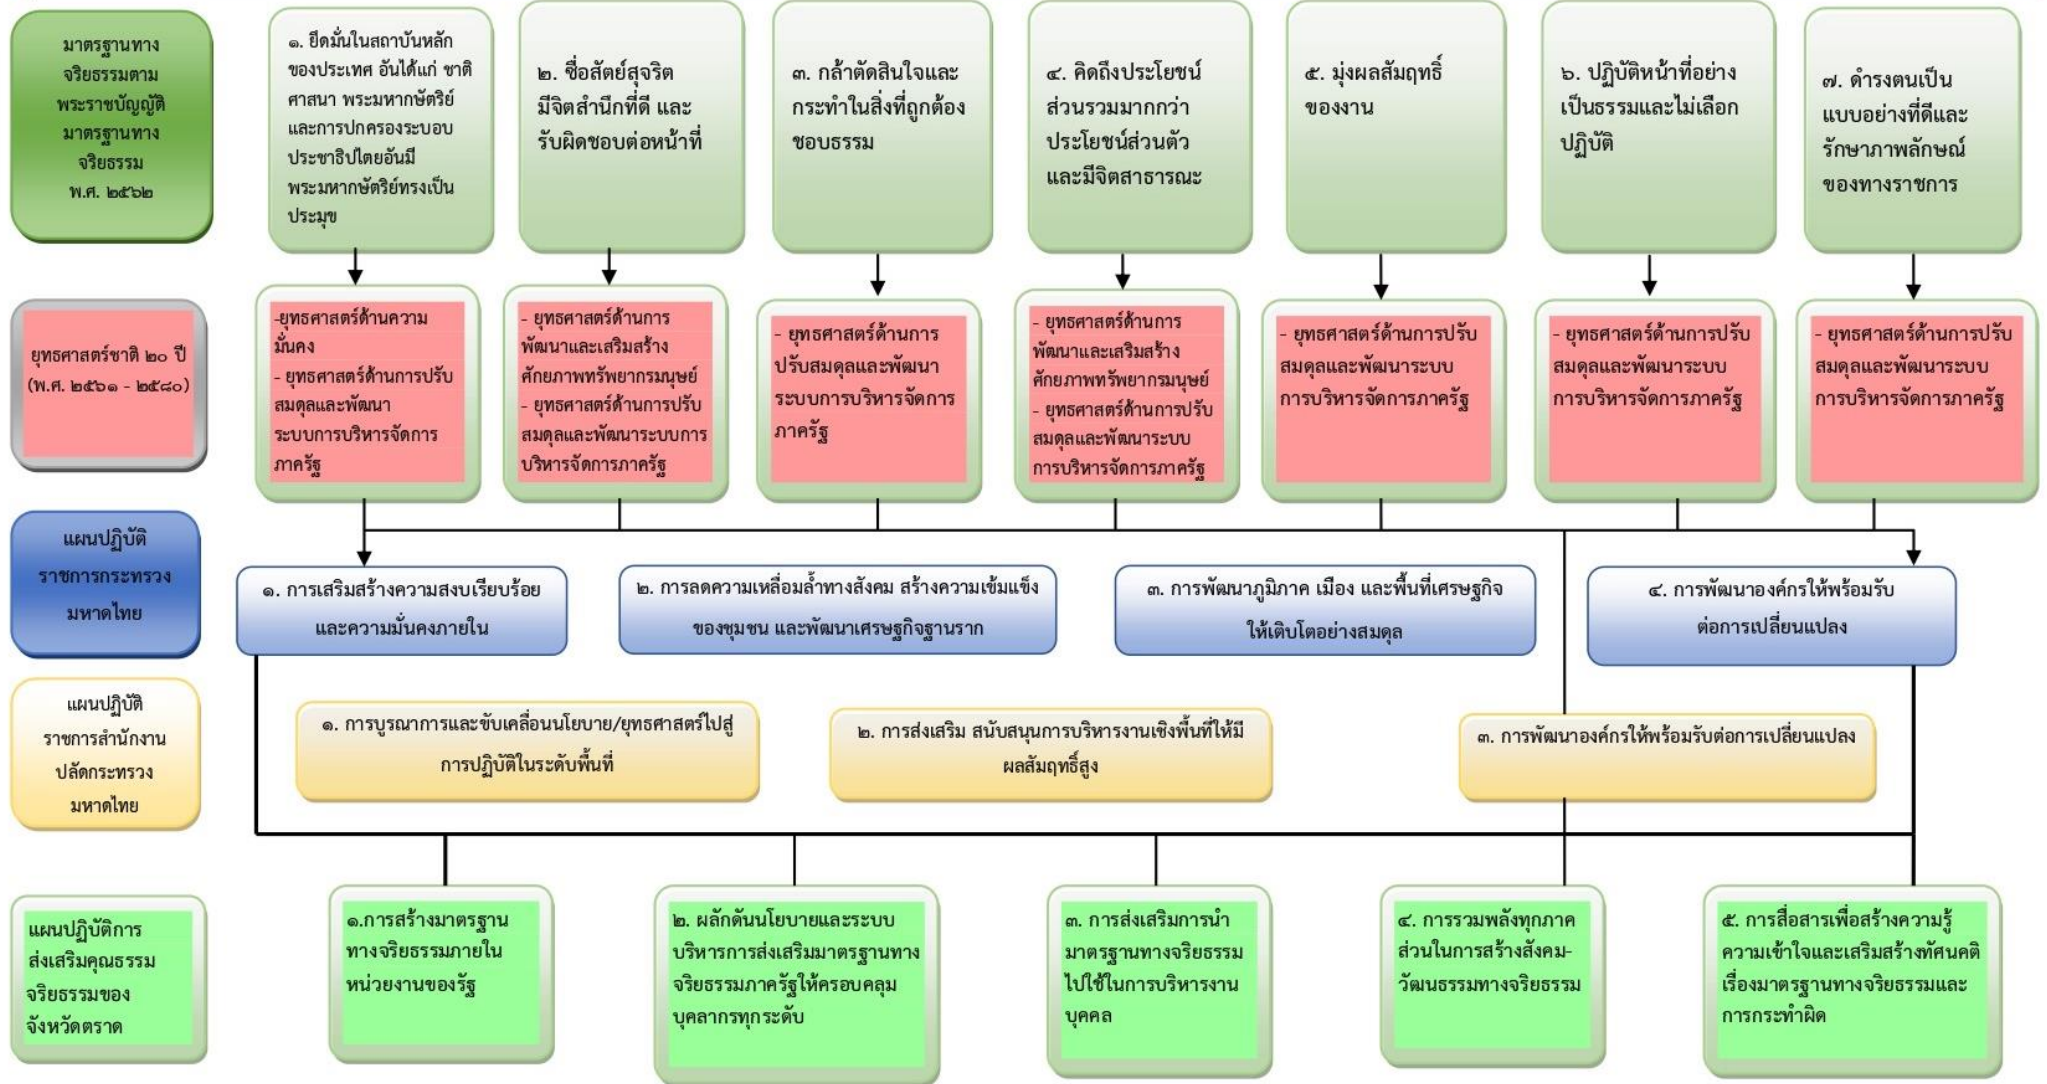 มาตรฐานทาง
จริยธรรมตาม
พระราชบัญญัติ
มาตรฐานทาง
จริยธรรม
พ.ศ. ๒๕๖๒
๑. ยึดมั่นในสถาบันหลัก
ของประเทศ อันได้แก่ ชาติ
ศาสนา พระมหากษัตริย์
และการปกครองระบอบ
ประชาธิปไตยอันมี
พระมหากษัตริย์ทรงเป็น
ประมุข
๒. ซื่อสัตย์สุจริต
มีจิตสำนึกที่ดี และ
รับผิดชอบต่อหน้าที่
๓. กล้าตัดสินใจและ
กระทำในสิ่งที่ถูกต้อง
ชอบธรรม
๔. คิดถึงประโยชน์
ส่วนรวมมากกว่า
ประโยชน์ส่วนตัว
และมีจิตสาธารณะ
๕. มุ่งผลสัมฤทธิ์
ของงาน
๖. ปฏิบัติหน้าที่อย่าง
เป็นธรรมและไม่เลือก
ปฏิบัติ
๗. ดำรงตนเป็น
แบบอย่างที่ดีและ
รักษาภาพลักษณ์
ของทางราชการ
ยุทธศาสตร์ชาติ ๒๐ ปี
(พ.ศ. ๒๕๖๑ - ๒๕๘๐)
-ยุทธศาสตร์ด้านความ
มั่นคง
- ยุทธศาสตร์ด้านการปรับ
สมดุลและพัฒนา
ระบบการบริหารจัดการ
ภาครัฐ
- ยุทธศาสตร์ด้านการ
พัฒนาและเสริมสร้าง
ศักยภาพทรัพยากรมนุษย์
- ยุทธศาสตร์ด้านการปรับ
สมดุลและพัฒนาระบบการ
บริหารจัดการภาครัฐ
- ยุทธศาสตร์ด้านการ
ปรับสมดุลและพัฒนา
ระบบการบริหารจัดการ
ภาครัฐ
- ยุทธศาสตร์ด้านการ
พัฒนาและเสริมสร้าง
ศักยภาพทรัพยากรมนุษย์
- ยุทธศาสตร์ด้านการปรับ
สมดุลและพัฒนาระบบ
การบริหารจัดการภาครัฐ
- ยุทธศาสตร์ด้านการปรับ
สมดุลและพัฒนาระบบ
การบริหารจัดการภาครัฐ
- ยุทธศาสตร์ด้านการปรับ
สมดุลและพัฒนาระบบ
การบริหารจัดการภาครัฐ
- ยุทธศาสตร์ด้านการปรับ
สมดุลและพัฒนาระบบ
การบริหารจัดการภาครัฐ
แผนปฏิบัติ
ราชการกระทรวง
มหาดไทย
๑. การเสริมสร้างความสงบเรียบร้อย
และความมั่นคงภายใน
๒. การลดความเหลื่อมล้ำทางสังคม สร้างความเข้มแข็ง
ของชุมชน และพัฒนาเศรษฐกิจฐานราก
๓. การพัฒนาภูมิภาค เมือง และพื้นที่เศรษฐกิจ
ให้เติบโตอย่างสมดุล
๔. การพัฒนาองค์กรให้พร้อมรับ
ต่อการเปลี่ยนแปลง
แผนปฏิบัติ
ราชการสำนักงาน
ปลัดกระทรวง
มหาดไทย
๑. การบูรณาการและขับเคลื่อนนโยบาย/ยุทธศาสตร์ไปสู่
การปฏิบัติในระดับพื้นที่
๒. การส่งเสริม สนับสนุนการบริหารงานเชิงพื้นที่ให้มี
ผลสัมฤทธิ์สูง
๓. การพัฒนาองค์กรให้พร้อมรับต่อการเปลี่ยนแปลง
แผนปฏิบัติการ
ส่งเสริมคุณธรรม
จริยธรรมของ
จังหวัดตราด
๑.การสร้างมาตรฐาน
ทางจริยธรรมภายใน
หน่วยงานของรัฐ
๒. ผลักดันนโยบายและระบบ
บริหารการส่งเสริมมาตรฐานทาง
จริยธรรมภาครัฐให้ครอบคลุม
บุคลากรทุกระดับ
๓. การส่งเสริมการนำ
มาตรฐานทางจริยธรรม
ไปใช้ในการบริหารงาน
บุคคล
๔. การรวมพลังทุกภาค
ส่วนในการสร้างสังคม-
วัฒนธรรมทางจริยธรรม
๕. การสื่อสารเพื่อสร้างความรู้
ความเข้าใจและเสริมสร้างทัศนคติ
เรื่องมาตรฐานทางจริยธรรมและ
การกระทำผิด